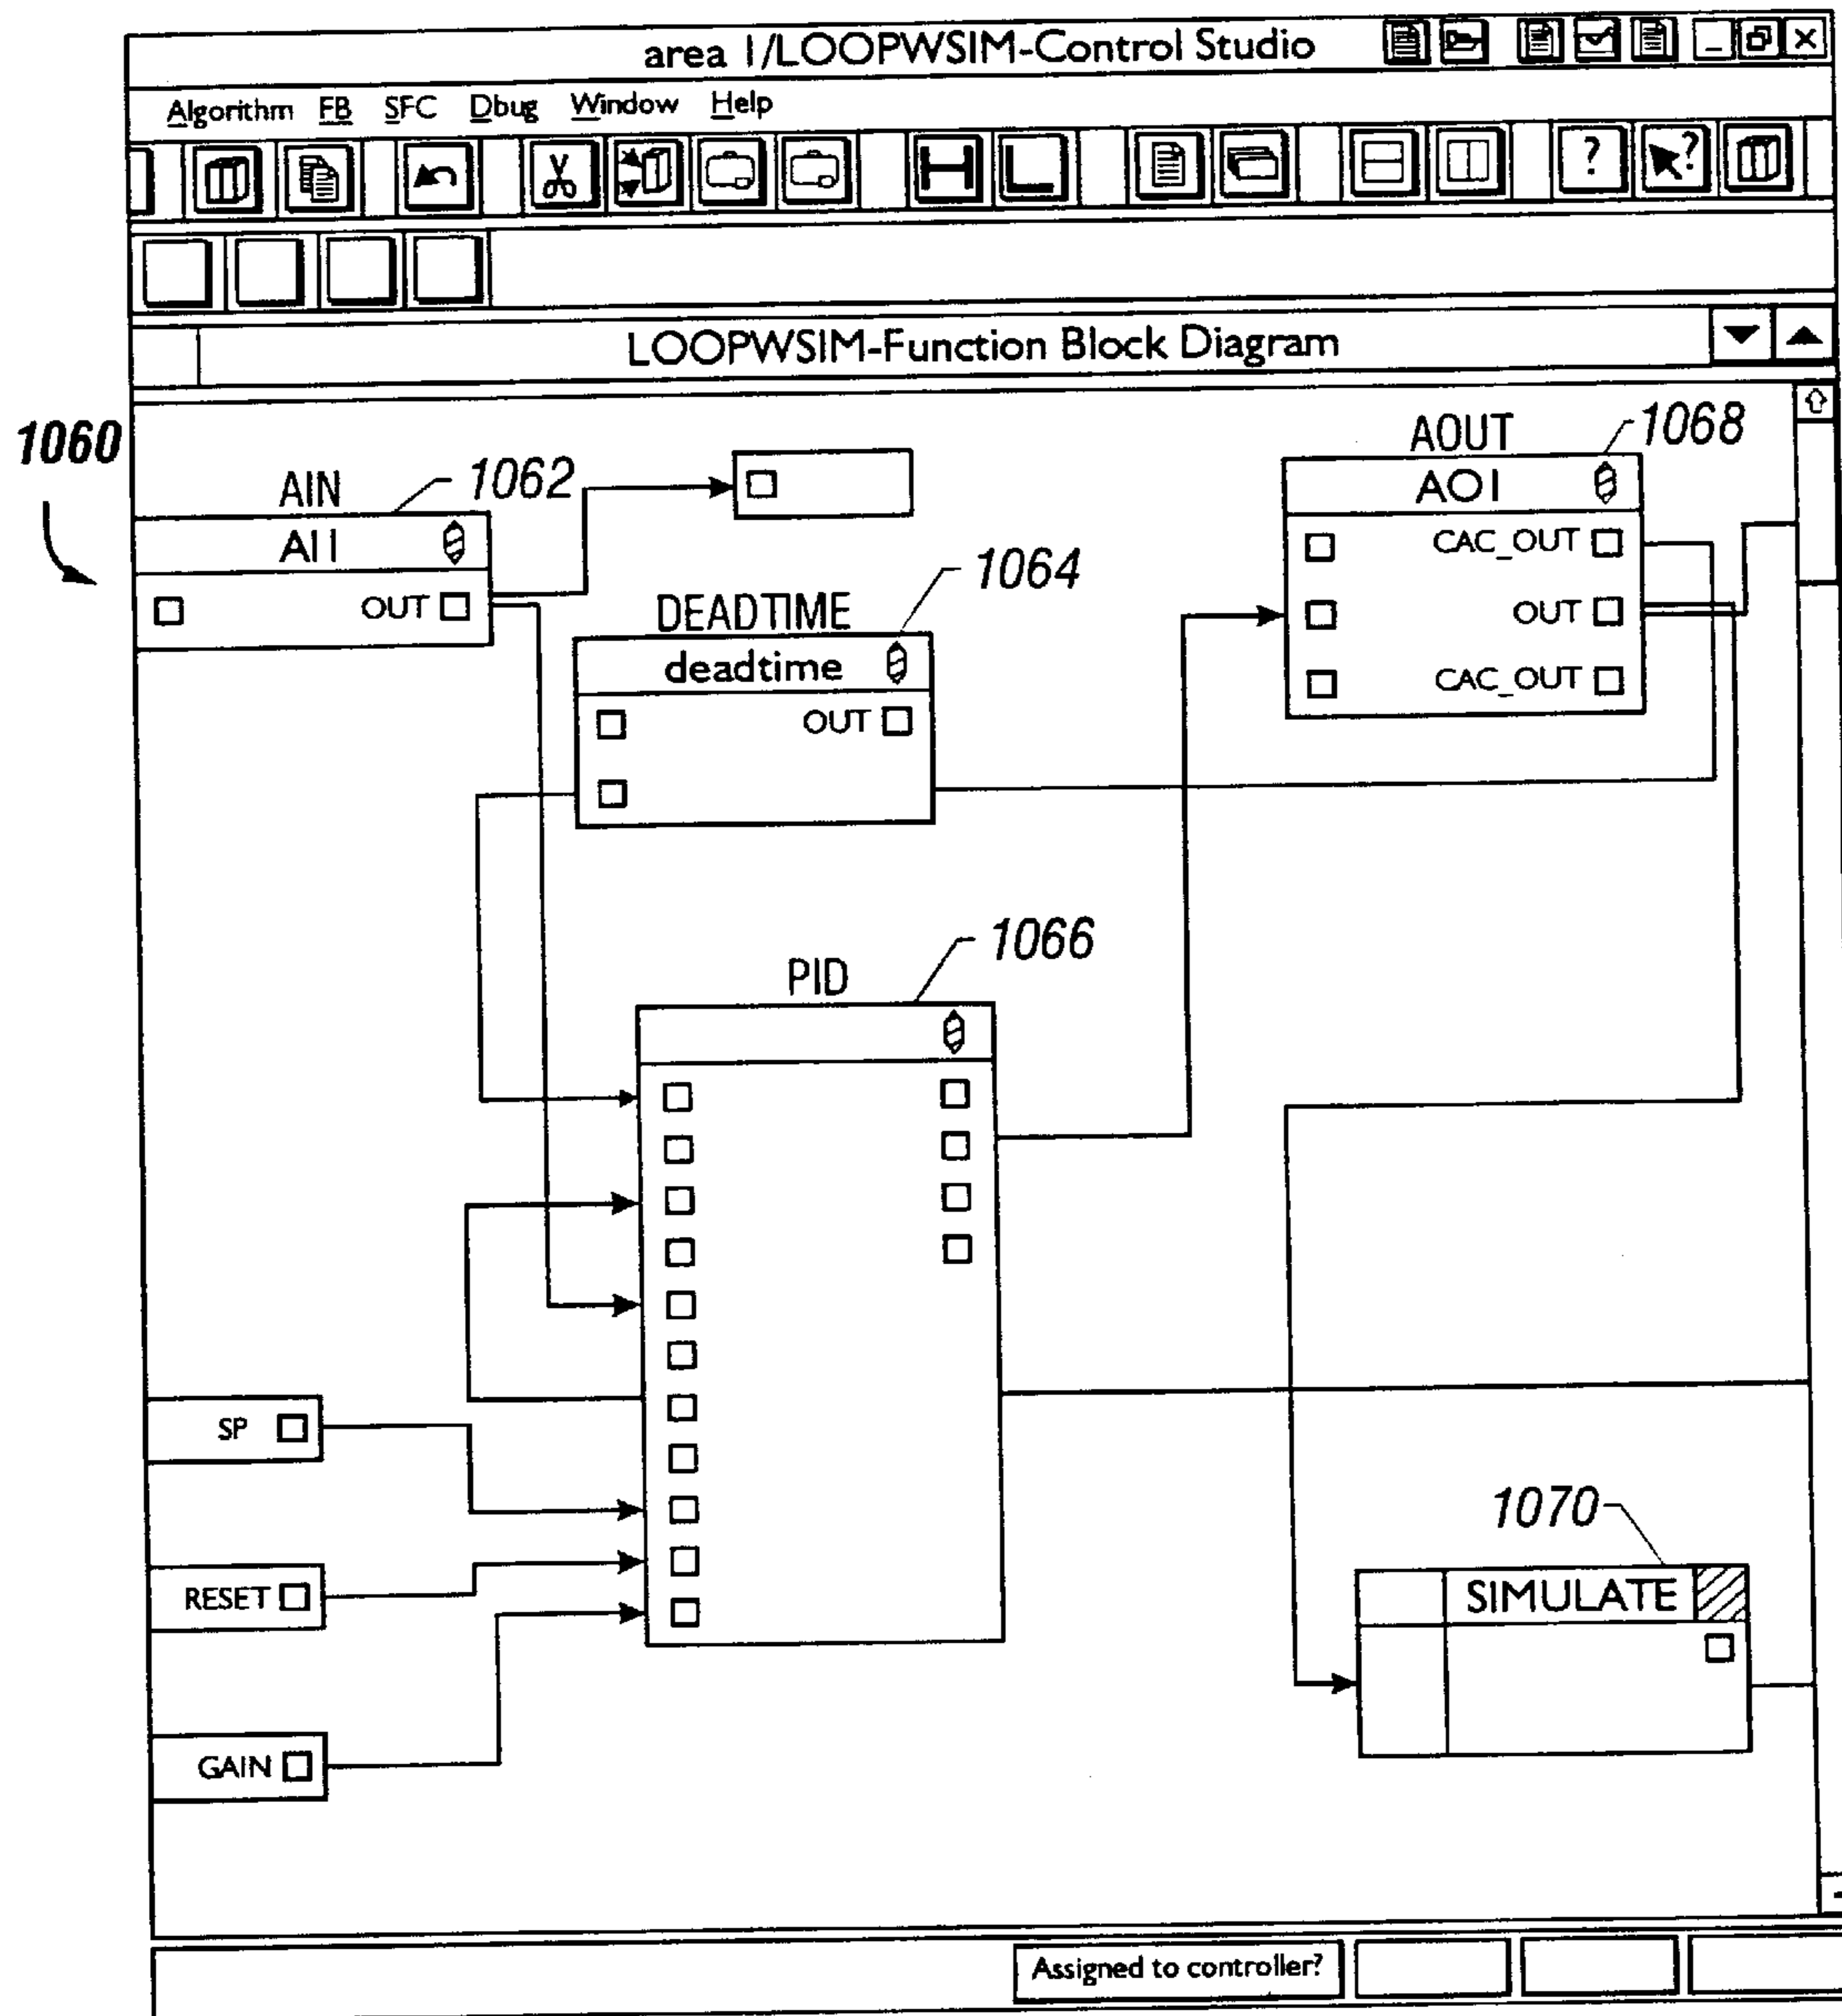 area 1/LOOPWSIM-Control Studio
Algorithm FB SFC Dbug Window Help
H L ? ?
LOOPWSIM-Function Block Diagram
1060
AIN
1062
AI1
OUT
DEADTIME
1064
deadtime
OUT
AOUT
1068
AO1
CAC_OUT
OUT
CAC_OUT
PID
1066
SP
RESET
GAIN
1070
SIMULATE
Assigned to controller?